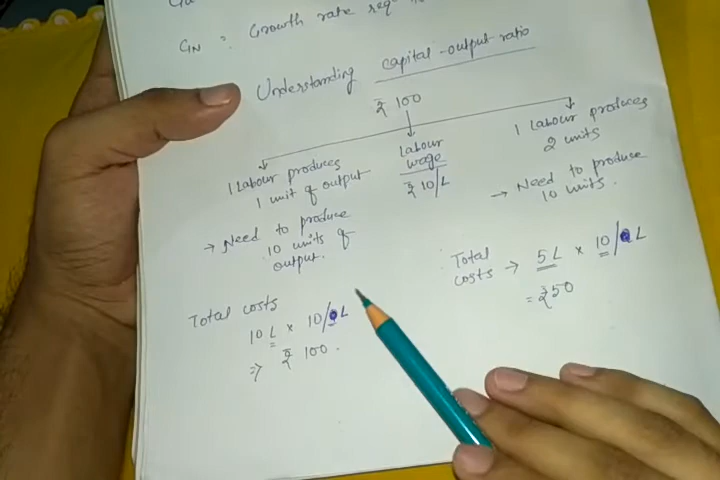 GN : Growth rate req
Understanding capital-output ratio
₹ 100
1 Labour produces
1 unit of output
→ Need to produce
10 units of
output.
Total costs
10 L × 10/L
⇒ ₹ 100.
Labour
wage
₹ 10/L
1 Labour produces
2 units
→ Need to produce
10 units.
Total
costs → 5L × 10/L
= ₹50